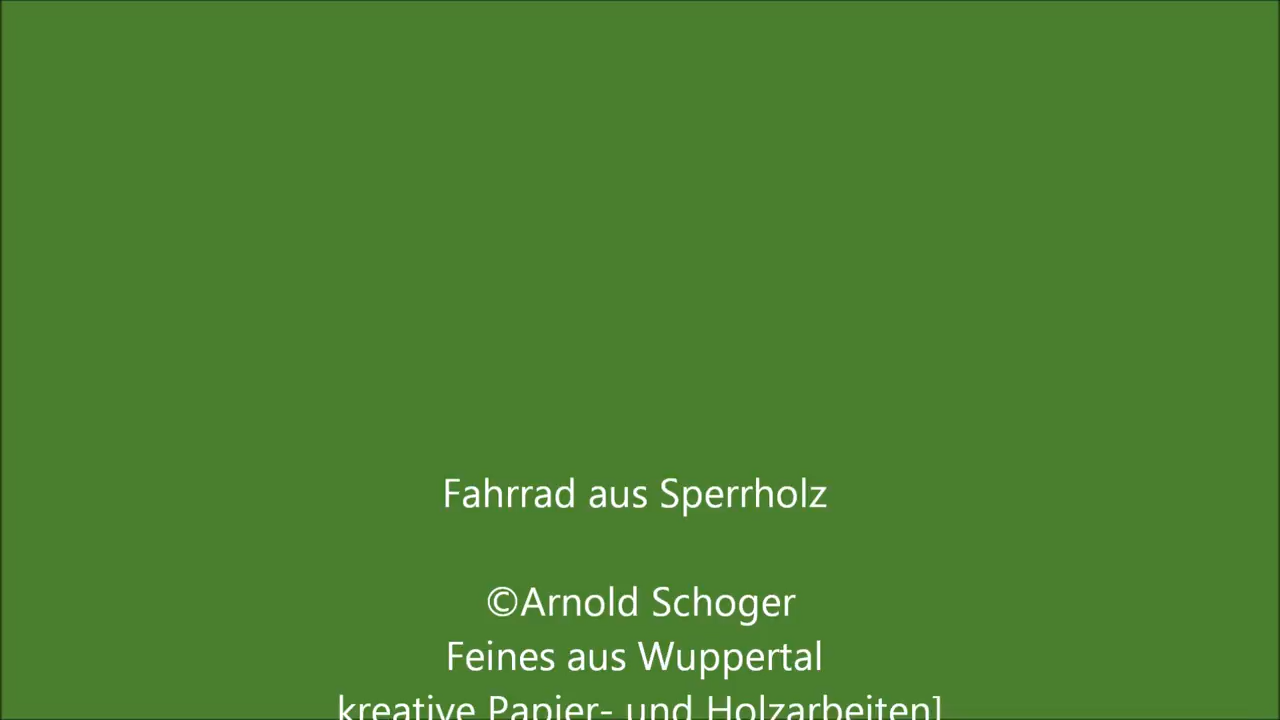 Fahrrad aus Sperrholz
©Arnold Schoger
Feines aus Wuppertal
kreative Papier- und Holzarbeiten]